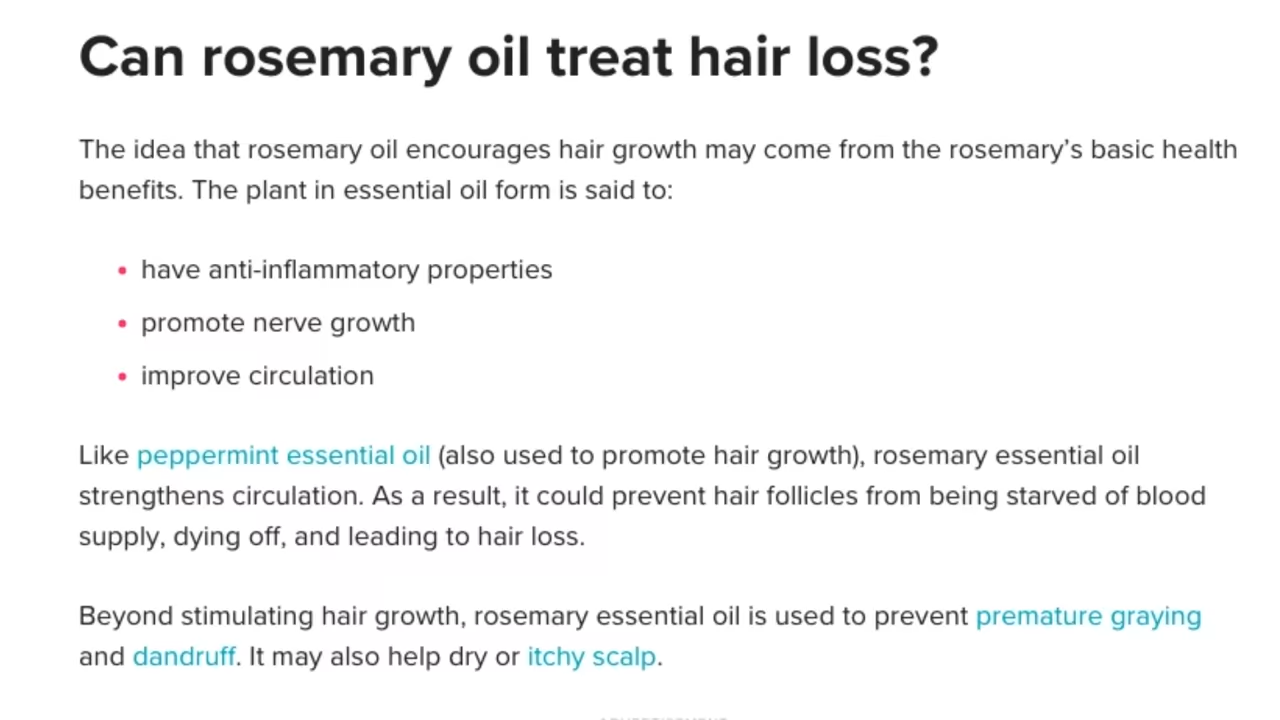 Can rosemary oil treat hair loss?
The idea that rosemary oil encourages hair growth may come from the rosemary’s basic health
benefits. The plant in essential oil form is said to:
• have anti-inflammatory properties
• promote nerve growth
• improve circulation
Like peppermint essential oil (also used to promote hair growth), rosemary essential oil
strengthens circulation. As a result, it could prevent hair follicles from being starved of blood
supply, dying off, and leading to hair loss.
Beyond stimulating hair growth, rosemary essential oil is used to prevent premature graying
and dandruff. It may also help dry or itchy scalp.